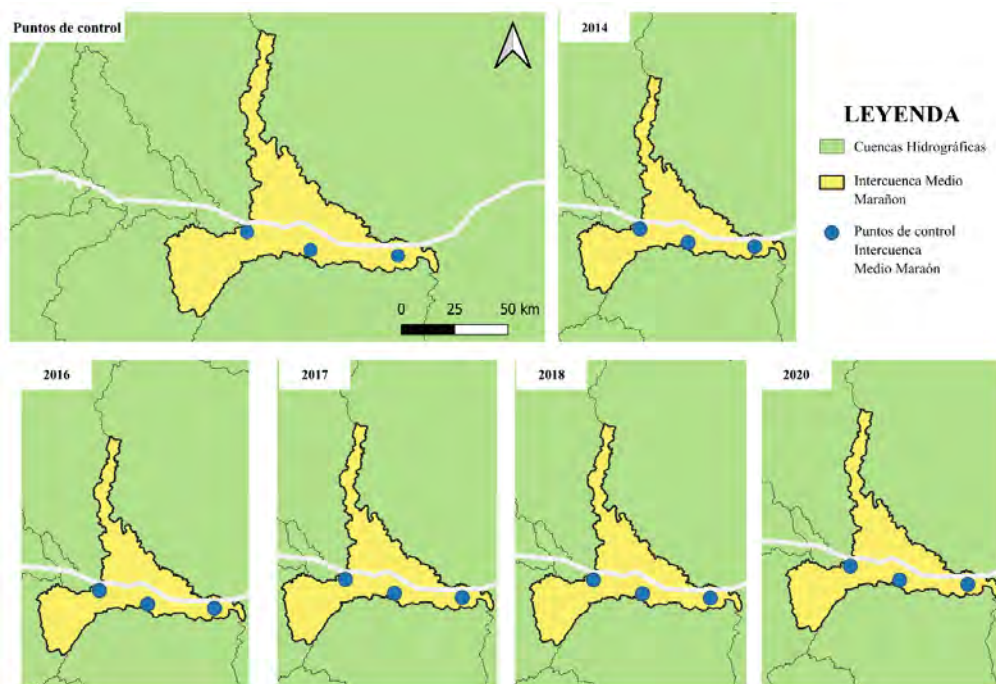 Puntos de control
2014
LEYENDA
Cuencas Hidrográficas
Intercuenca Medio
Marañon
Puntos de control
Intercuenca
Medio Maraón
0 25 50 km
2016
2017
2018
2020